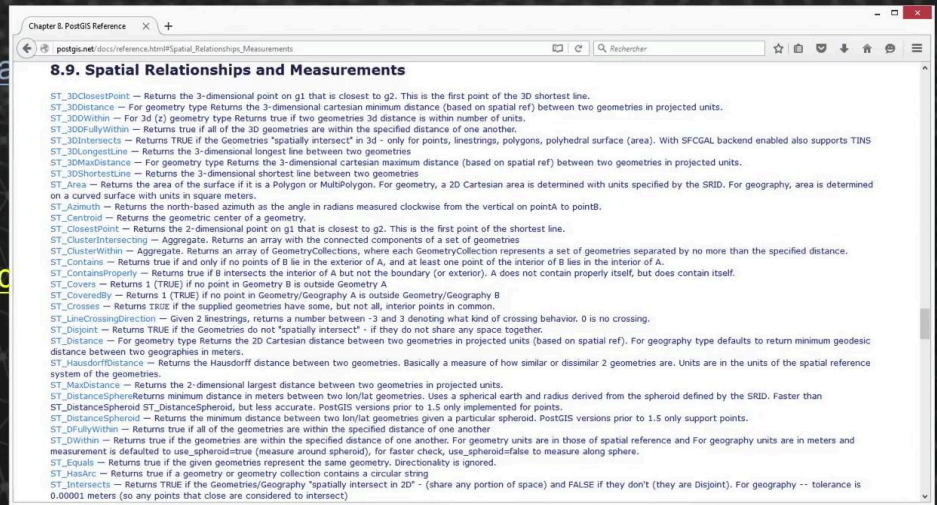 Chapter 8. PostGIS Reference
postgis.net/docs/reference.html#Spatial_Relationships_Measurements
Rechercher
8.9. Spatial Relationships and Measurements
ST_3DClosestPoint — Returns the 3-dimensional point on g1 that is closest to g2. This is the first point of the 3D shortest line.
ST_3DDistance — For geometry type Returns the 3-dimensional cartesian minimum distance (based on spatial ref) between two geometries in projected units.
ST_3DDWithin — For 3d (z) geometry type Returns true if two geometries 3d distance is within number of units.
ST_3DDFullyWithin — Returns true if all of the 3D geometries are within the specified distance of one another.
ST_3DIntersects — Returns TRUE if the Geometries "spatially intersect" in 3d - only for points, linestrings, polygons, polyhedral surface (area). With SFCGAL backend enabled also supports TINS
ST_3DLongestLine — Returns the 3-dimensional longest line between two geometries
ST_3DMaxDistance — For geometry type Returns the 3-dimensional cartesian maximum distance (based on spatial ref) between two geometries in projected units.
ST_3DShortestLine — Returns the 3-dimensional shortest line between two geometries
ST_Area — Returns the area of the surface if it is a Polygon or MultiPolygon. For geometry, a 2D Cartesian area is determined with units specified by the SRID. For geography, area is determined
on a curved surface with units in square meters.
ST_Azimuth — Returns the north-based azimuth as the angle in radians measured clockwise from the vertical on pointA to pointB.
ST_Centroid — Returns the geometric center of a geometry.
ST_ClosestPoint — Returns the 2-dimensional point on g1 that is closest to g2. This is the first point of the shortest line.
ST_ClusterIntersecting — Aggregate. Returns an array with the connected components of a set of geometries
ST_ClusterWithin — Aggregate. Returns an array of GeometryCollections, where each GeometryCollection represents a set of geometries separated by no more than the specified distance.
ST_Contains — Returns true if and only if no points of B lie in the exterior of A, and at least one point of the interior of B lies in the interior of A.
ST_ContainsProperly — Returns true if B intersects the interior of A but not the boundary (or exterior). A does not contain properly itself, but does contain itself.
ST_Covers — Returns 1 (TRUE) if no point in Geometry B is outside Geometry A
ST_CoveredBy — Returns 1 (TRUE) if no point in Geometry/Geography A is outside Geometry/Geography B
ST_Crosses — Returns TRUE if the supplied geometries have some, but not all, interior points in common.
ST_LineCrossingDirection — Given 2 linestrings, returns a number between -3 and 3 denoting what kind of crossing behavior. 0 is no crossing.
ST_Disjoint — Returns TRUE if the Geometries do not "spatially intersect" - if they do not share any space together.
ST_Distance — For geometry type Returns the 2D Cartesian distance between two geometries in projected units (based on spatial ref). For geography type defaults to return minimum geodesic
distance between two geographies in meters.
ST_HausdorffDistance — Returns the Hausdorff distance between two geometries. Basically a measure of how similar or dissimilar 2 geometries are. Units are in the units of the spatial reference
system of the geometries.
ST_MaxDistance — Returns the 2-dimensional largest distance between two geometries in projected units.
ST_DistanceSphereReturns minimum distance in meters between two lon/lat geometries. Uses a spherical earth and radius derived from the spheroid defined by the SRID. Faster than
ST_DistanceSpheroid ST_DistanceSpheroid, but less accurate. PostGIS versions prior to 1.5 only implemented for points.
ST_DistanceSpheroid — Returns the minimum distance between two lon/lat geometries given a particular spheroid. PostGIS versions prior to 1.5 only support points.
ST_DFullyWithin — Returns true if all of the geometries are within the specified distance of one another
ST_DWithin — Returns true if the geometries are within the specified distance of one another. For geometry units are in those of spatial reference and For geography units are in meters and
measurement is defaulted to use_spheroid=true (measure around spheroid), for faster check, use_spheroid=false to measure along sphere.
ST_Equals — Returns true if the given geometries represent the same geometry. Directionality is ignored.
ST_HasArc — Returns true if a geometry or geometry collection contains a circular string
ST_Intersects — Returns TRUE if the Geometries/Geography "spatially intersect in 2D" - (share any portion of space) and FALSE if they don't (they are Disjoint). For geography -- tolerance is
0.00001 meters (so any points that close are considered to intersect)